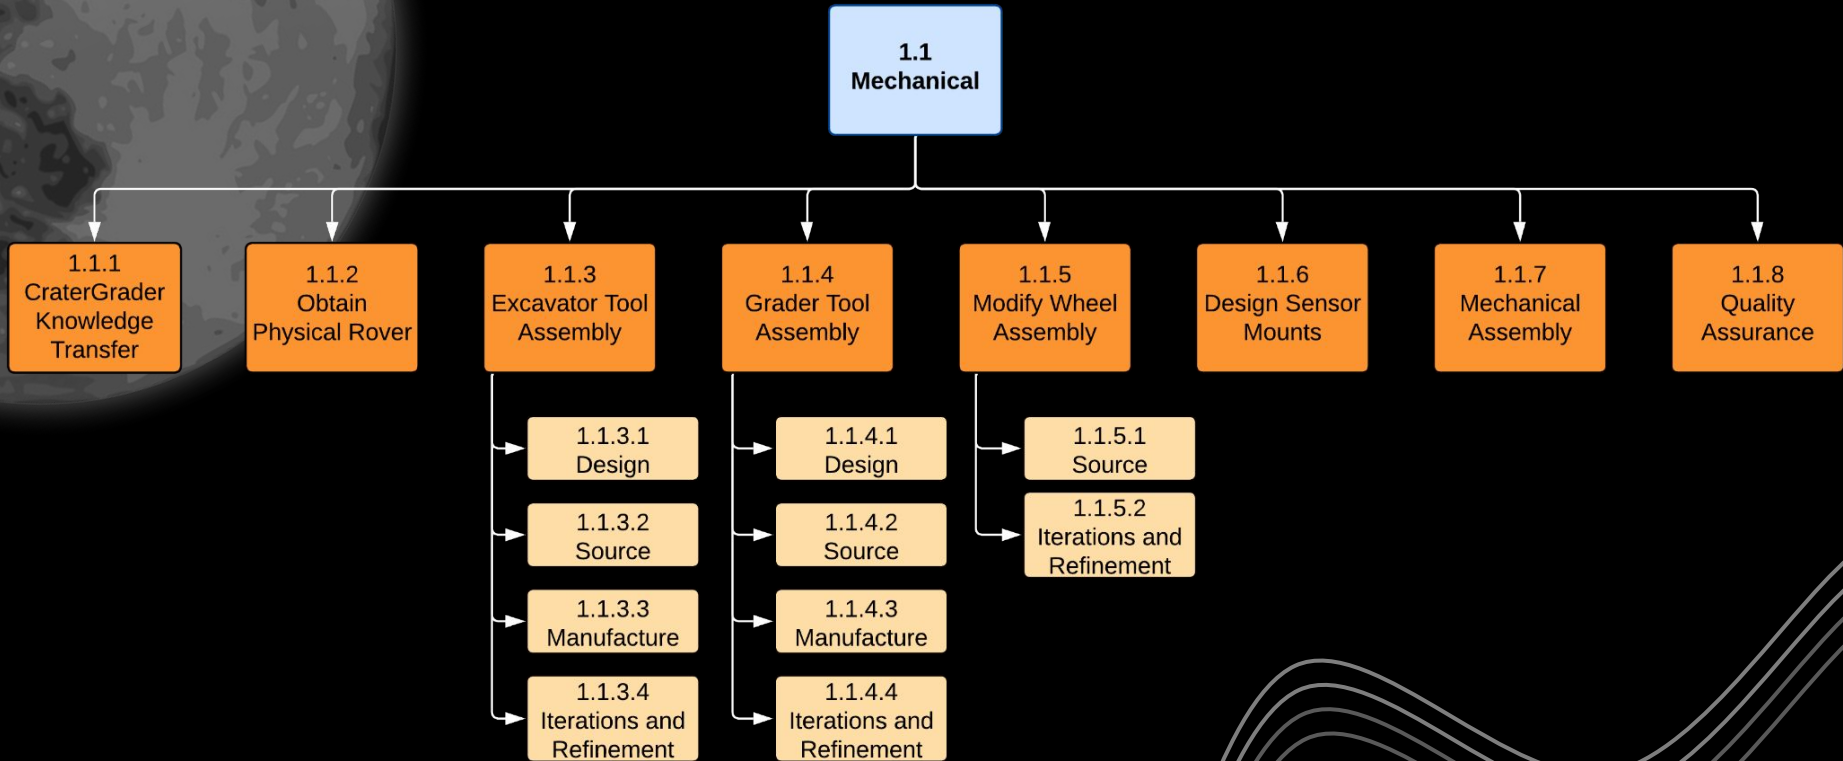 1.1
Mechanical
1.1.1
CraterGrader
Knowledge
Transfer
1.1.2
Obtain
Physical Rover
1.1.3
Excavator Tool
Assembly
1.1.4
Grader Tool
Assembly
1.1.5
Modify Wheel
Assembly
1.1.6
Design Sensor
Mounts
1.1.7
Mechanical
Assembly
1.1.8
Quality
Assurance
1.1.3.1
Design
1.1.3.2
Source
1.1.3.3
Manufacture
1.1.3.4
Iterations and
Refinement
1.1.4.1
Design
1.1.4.2
Source
1.1.4.3
Manufacture
1.1.4.4
Iterations and
Refinement
1.1.5.1
Source
1.1.5.2
Iterations and
Refinement